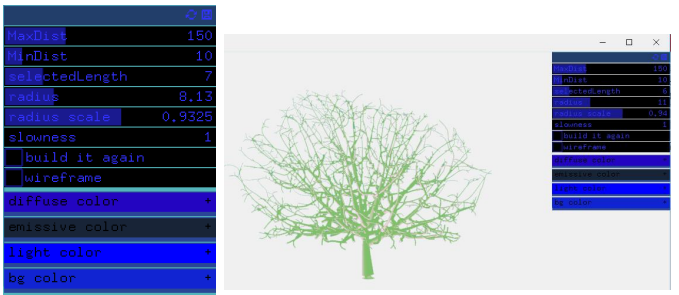 MaxDist 150
MinDist 10
selectedLength 7
radius 8.13
radius scale 0.9325
slowness 1
build it again
wireframe
diffuse color +
emissive color +
light color +
bg color +
MaxDist 150
MinDist 10
selectedLength 6
radius 11
radius scale 0.94
slowness 1
build it again
wireframe
diffuse color +
emissive color +
light color +
bg color +